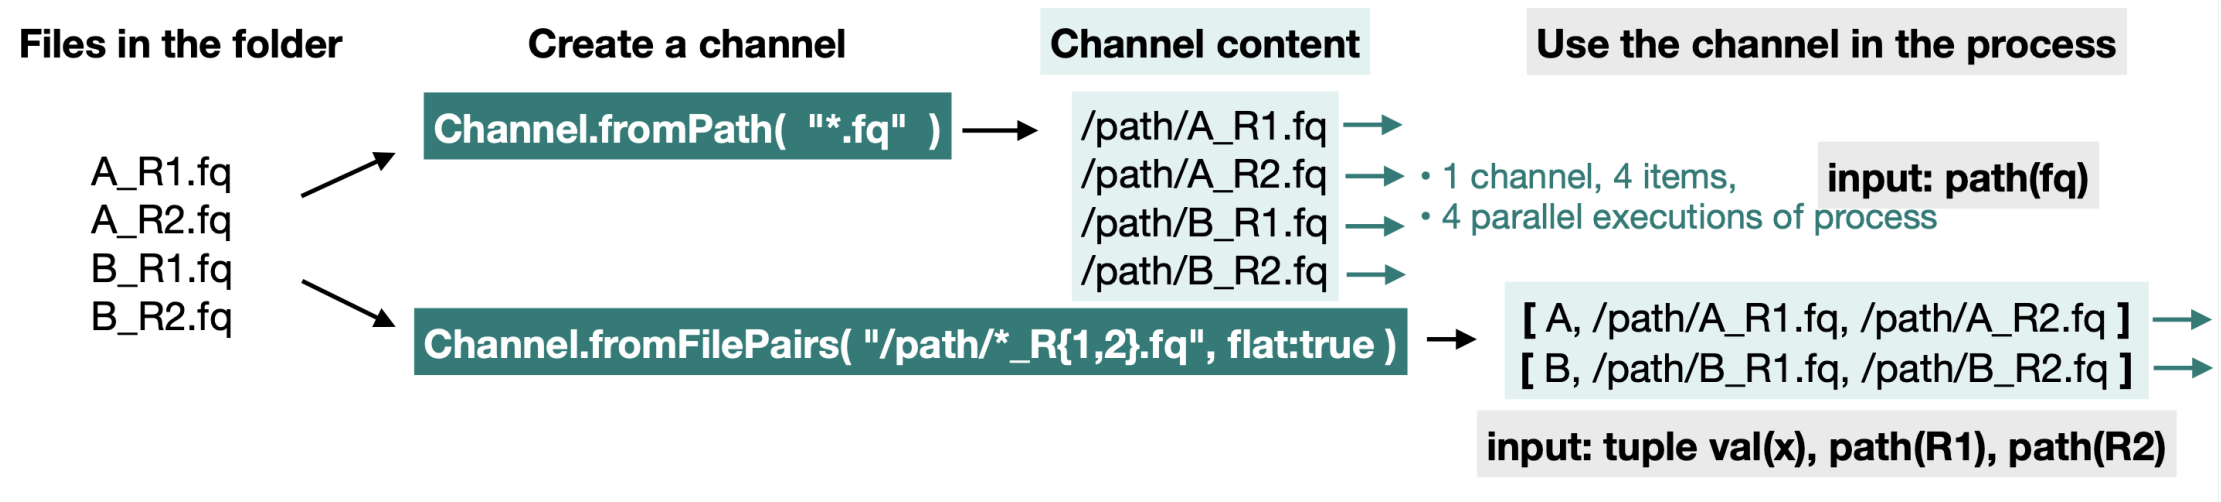 Files in the folder
Create a channel
Channel content
Use the channel in the process
A_R1.fq
A_R2.fq
B_R1.fq
B_R2.fq
Channel.fromPath( "*.fq" )
/path/A_R1.fq
/path/A_R2.fq
/path/B_R1.fq
/path/B_R2.fq
• 1 channel, 4 items,
• 4 parallel executions of process
input: path(fq)
Channel.fromFilePairs( "/path/*_R{1,2}.fq", flat:true )
[ A, /path/A_R1.fq, /path/A_R2.fq ]
[ B, /path/B_R1.fq, /path/B_R2.fq ]
input: tuple val(x), path(R1), path(R2)